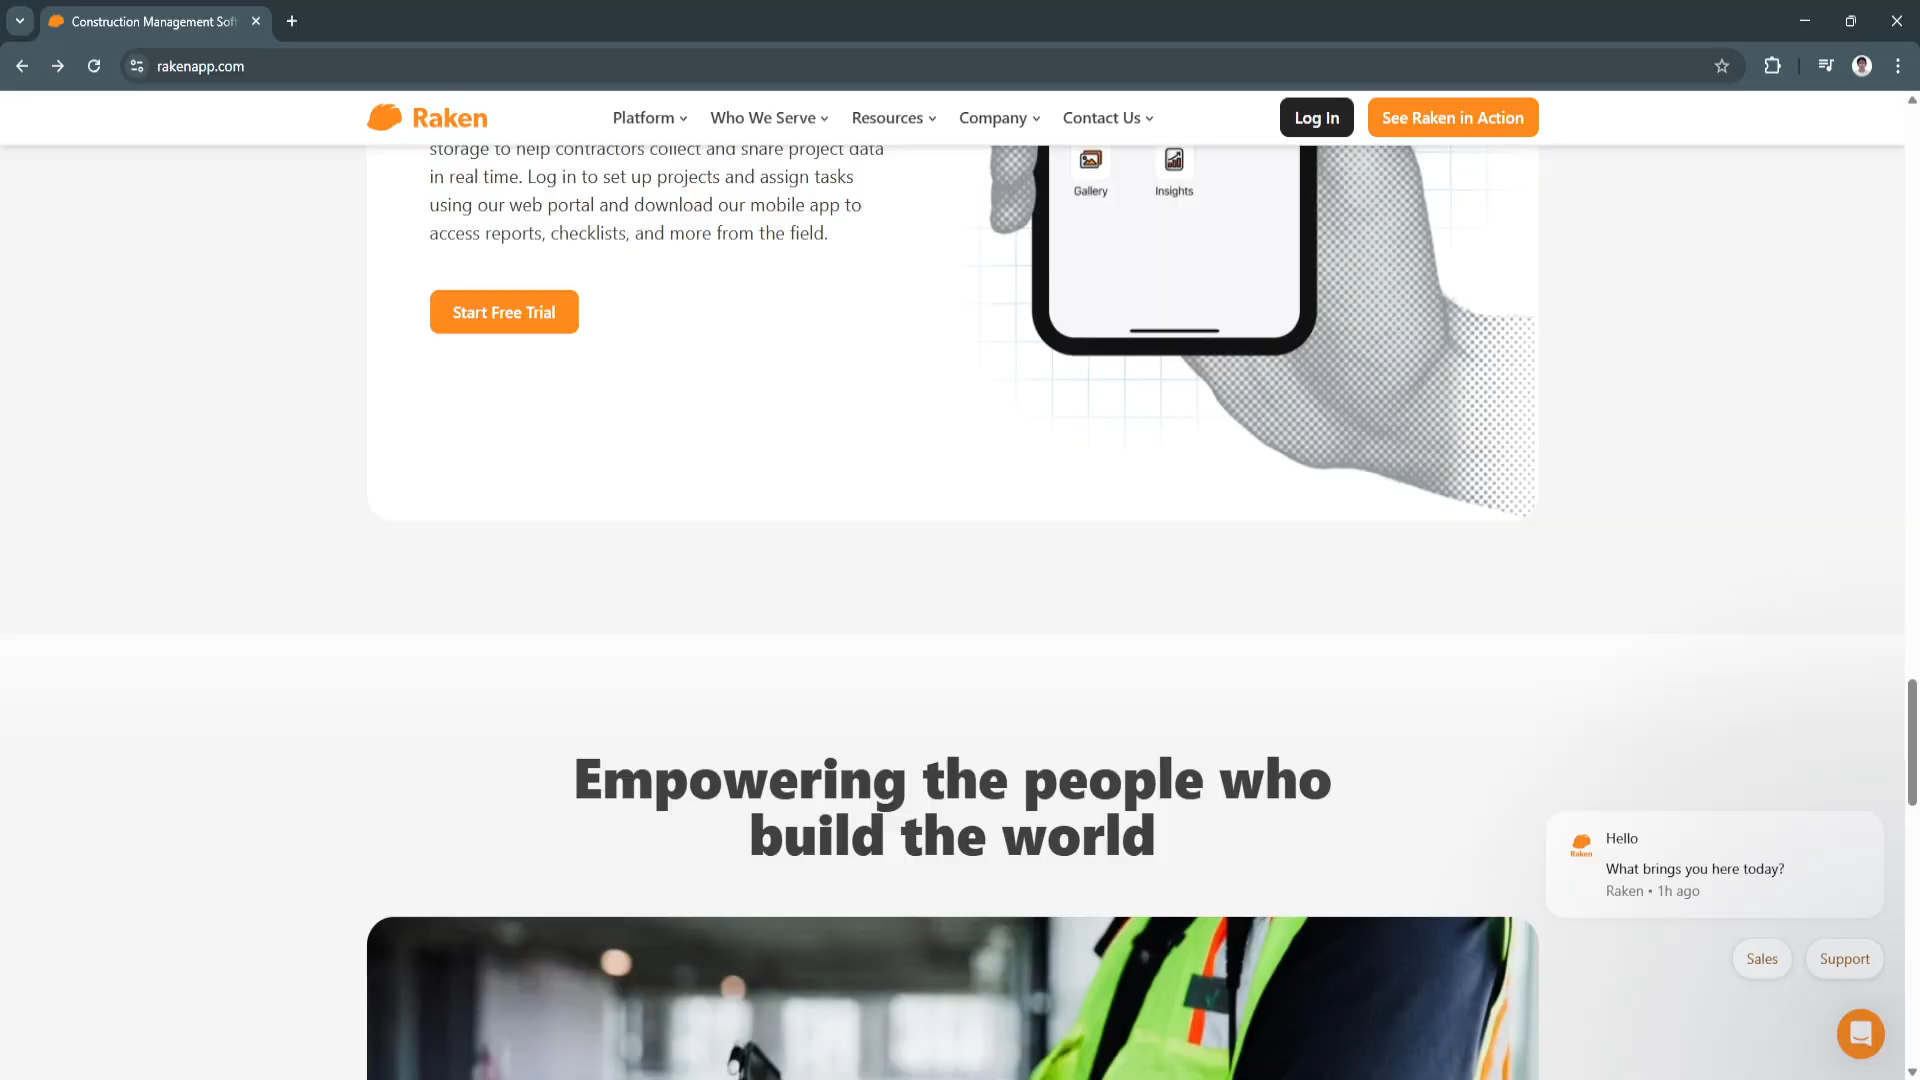 Construction Management Soft
rakenapp.com
Raken
Platform
Who We Serve
Resources
Company
Contact Us
Log In
See Raken in Action
storage to help contractors collect and share project data
in real time. Log in to set up projects and assign tasks
using our web portal and download our mobile app to
access reports, checklists, and more from the field.
Start Free Trial
Gallery
Insights
Empowering the people who
build the world
Raken
Hello
What brings you here today?
Raken • 1h ago
Sales
Support